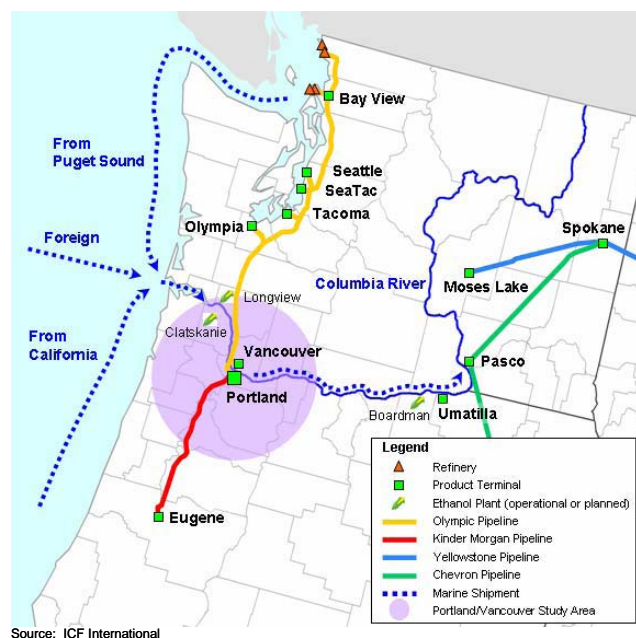 Bay View
From
Puget Sound
Seattle
SeaTac
Tacoma
Olympia
Spokane
Foreign
Columbia
River
Moses Lake
Longview
Clatskanie
From
California
Vancouver
Pasco
Portland
Boardman
Umatilla
Eugene
Legend
Refinery
Product Terminal
Ethanol Plant (operational or planned)
Olympic Pipeline
Kinder Morgan Pipeline
Yellowstone Pipeline
Chevron Pipeline
Marine Shipment
Portland/Vancouver Study Area
Source: ICF International